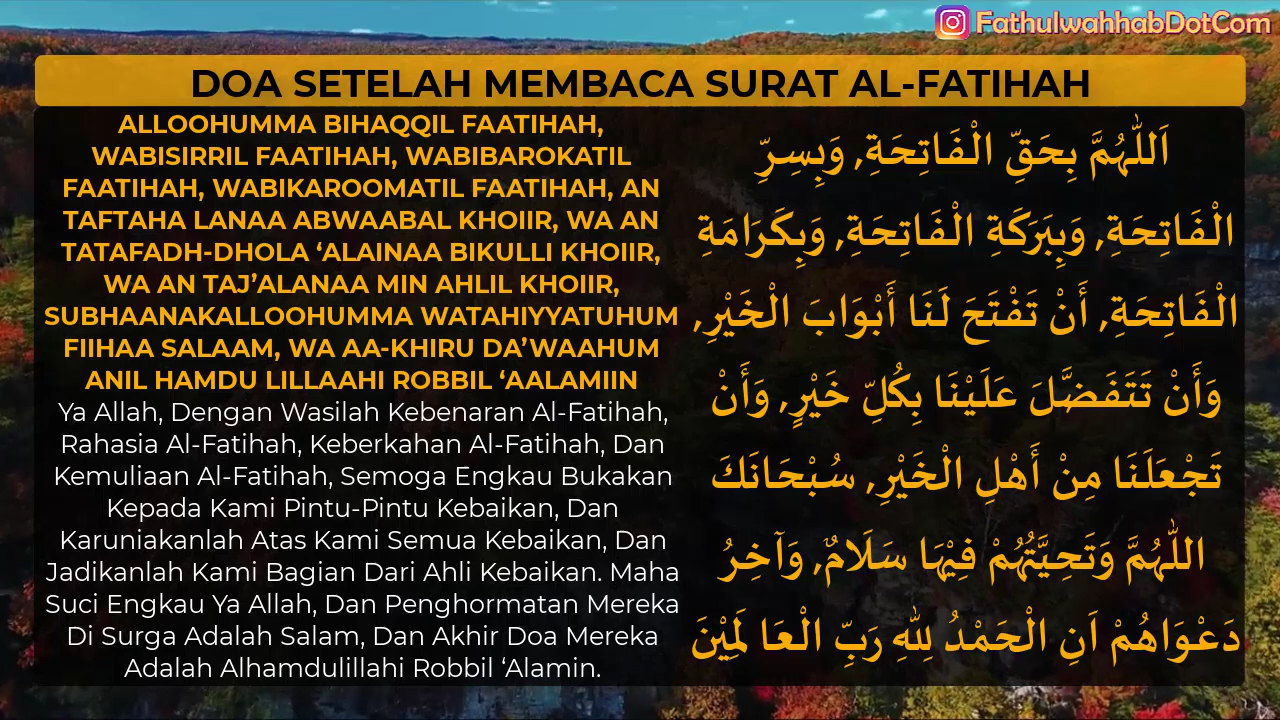 FathulwahhabDotCom
DOA SETELAH MEMBACA SURAT AL-FATIHAH
ALLOOHUMMA BIHAQQIL FAATIHAH,
WABISIRRIL FAATIHAH, WABIBAROKATIL
FAATIHAH, WABIKAROOMATIL FAATIHAH, AN
TAFTAHA LANAA ABWAABAL KHOIIR, WA AN
TATAFADH-DHOLA ‘ALAINAA BIKULLI KHOIIR,
WA AN TAJ’ALANAA MIN AHLIL KHOIIR,
SUBHAANAKALLOOHUMMA WATAHIYYATUHUM
FIIHAA SALAAM, WA AA-KHIRU DA’WAAHUM
ANIL HAMDU LILLAAHI ROBBIL ‘AALAMIIN
Ya Allah, Dengan Wasilah Kebenaran Al-Fatihah,
Rahasia Al-Fatihah, Keberkahan Al-Fatihah, Dan
Kemuliaan Al-Fatihah, Semoga Engkau Bukakan
Kepada Kami Pintu-Pintu Kebaikan, Dan
Karuniakanlah Atas Kami Semua Kebaikan, Dan
Jadikanlah Kami Bagian Dari Ahli Kebaikan. Maha
Suci Engkau Ya Allah, Dan Penghormatan Mereka
Di Surga Adalah Salam, Dan Akhir Doa Mereka
Adalah Alhamdulillahi Robbil ‘Alamin.
اَللّٰهُمَّ بِحَقِّ الْفَاتِحَةِ, وَبِسِرِّ
الْفَاتِحَةِ, وَبِبَرَكَةِ الْفَاتِحَةِ, وَبِكَرَامَةِ
الْفَاتِحَةِ, أَنْ تَفْتَحَ لَنَا أَبْوَابَ الْخَيْرِ,
وَأَنْ تَتَفَضَّلَ عَلَيْنَا بِكُلِّ خَيْرٍ, وَأَنْ
تَجْعَلَنَا مِنْ أَهْلِ الْخَيْرِ, سُبْحَانَكَ
اللّٰهُمَّ وَتَحِيَّتُهُمْ فِيْهَا سَلَامٌ, وَآخِرُ
دَعْوَاهُمْ اَنِ الْحَمْدُ لِلّٰهِ رَبِّ الْعَا لَمِيْنَ